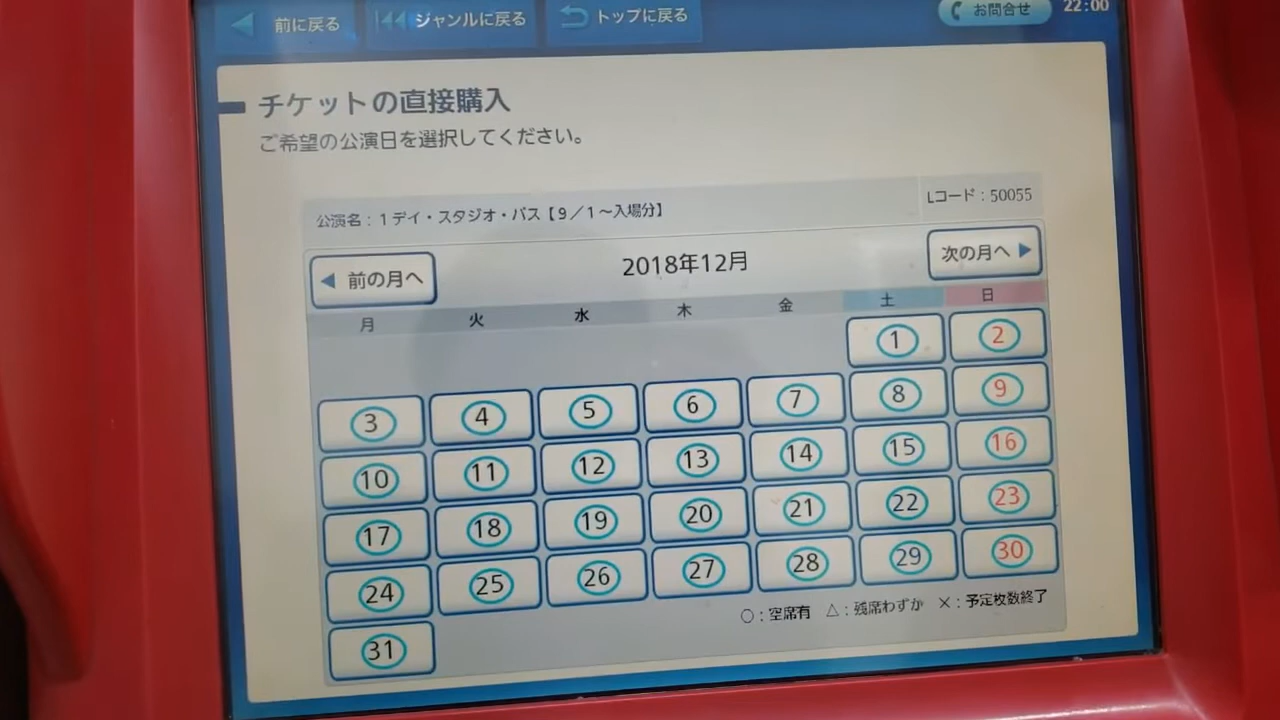 前に戻る ジャンルに戻る トップに戻る お問合せ 22:00
チケットの直接購入
ご希望の公演日を選択してください。
公演名：1デイ・スタジオ・パス【9／1～入場分】 Lコード：50055
前の月へ 2018年12月 次の月へ
月 火 水 木 金 土 日
1 2
3 4 5 6 7 8 9
10 11 12 13 14 15 16
17 18 19 20 21 22 23
24 25 26 27 28 29 30
31
○：空席有 △：残席わずか ×：予定枚数終了